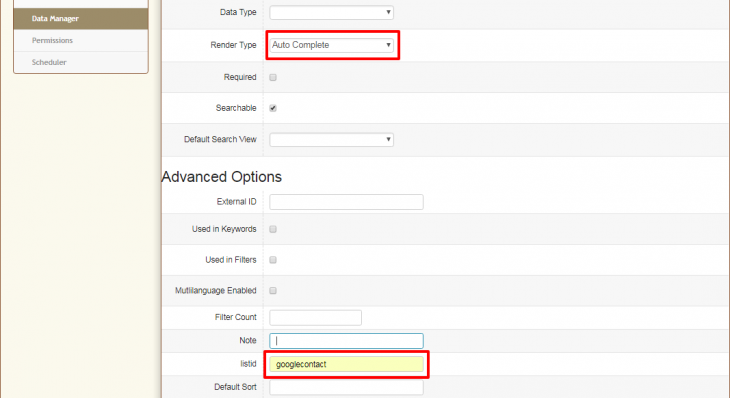 Data Manager
Permissions
Scheduler
Data Type
Render Type Auto Complete
Required
Searchable
Default Search View
Advanced Options
External ID
Used in Keywords
Used in Filters
Mutlilanguage Enabled
Filter Count
Note
listid googlecontact
Default Sort